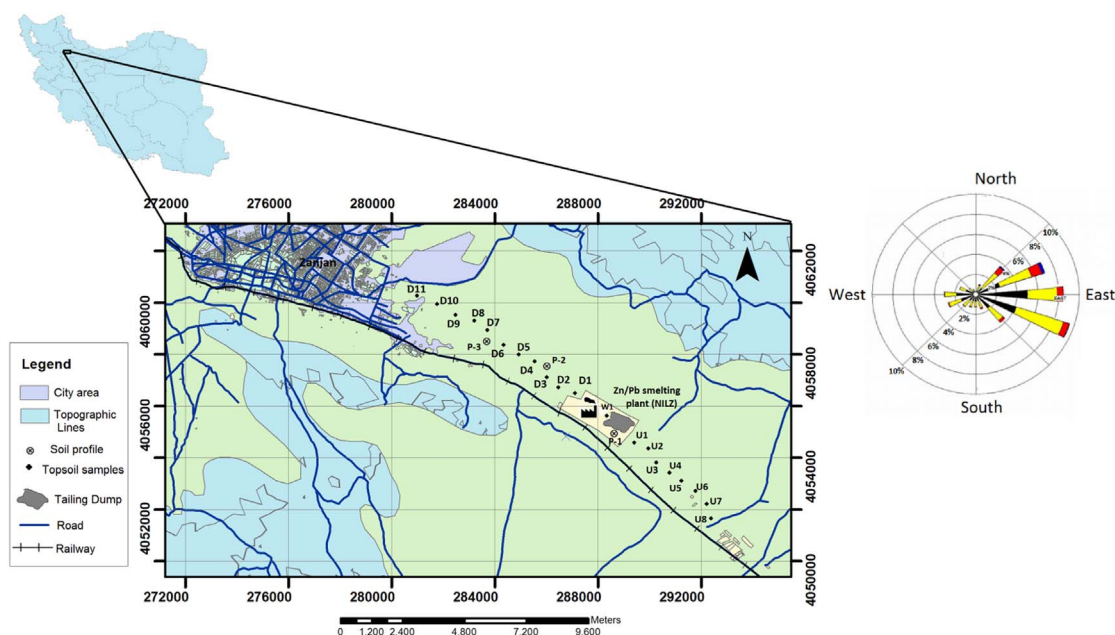 272000 276000 280000 284000 288000 292000
4062000
4060000
4058000
4056000
4054000
4052000
4050000
Zanjan
N
D11
D10
D9
D8
D7
P-3
D6
D5
P-2
D4
D3
D2
D1
Zn/Pb smelting
plant (NILZ)
W1
P-1
U1
U2
U3
U4
U5
U6
U7
U8
272000 276000 280000 284000 288000 292000
Meters
0 1.200 2.400 4.800 7.200 9.600
Legend
City area
Topographic
Lines
Soil profile
Topsoil samples
Tailing Dump
Road
Railway
North
West
East
South
10%
8%
6%
2%
4%
6%
8%
10%